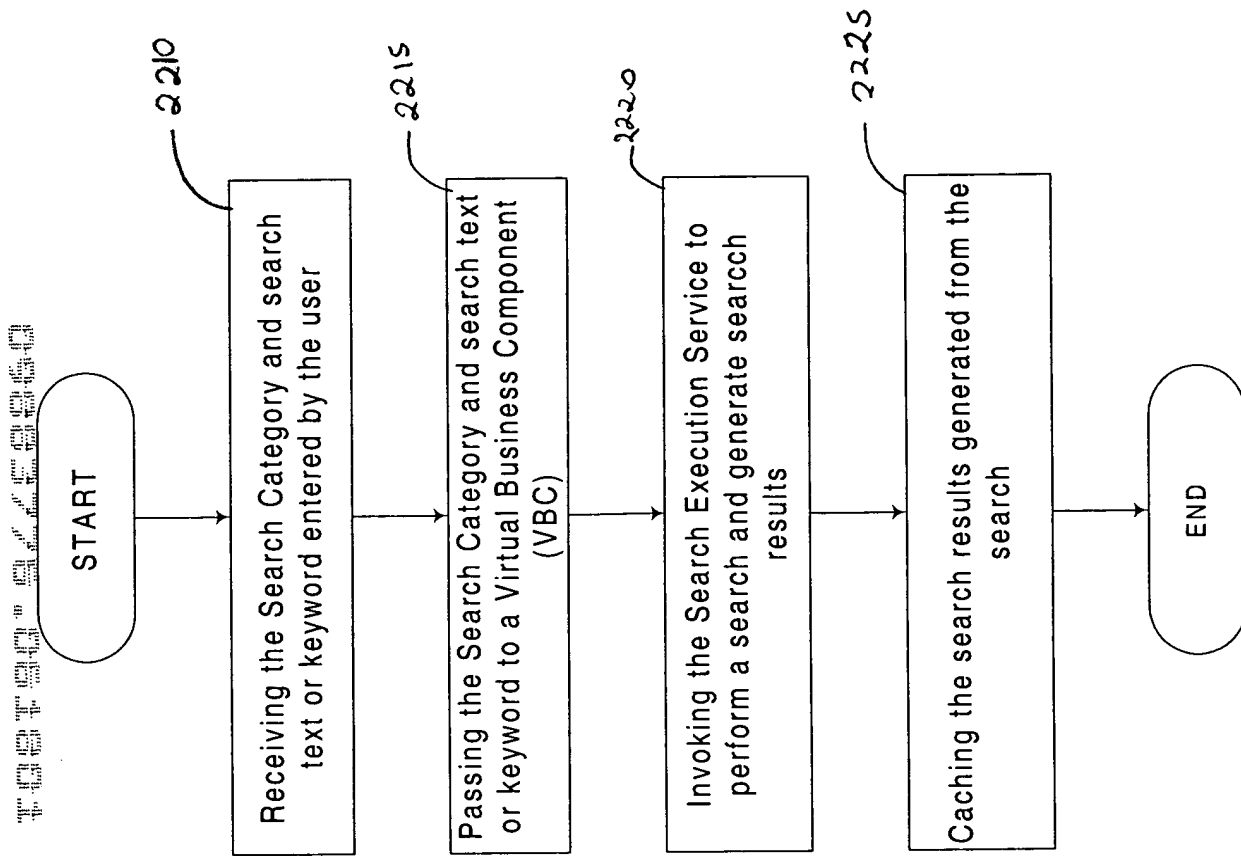 START
2210
Receiving the Search Category and search
text or keyword entered by the user
2215
Passing the Search Category and search text
or keyword to a Virtual Business Component
(VBC)
2220
Invoking the Search Execution Service to
perform a search and generate searcch
results
2225
Caching the search results generated from the
search
END